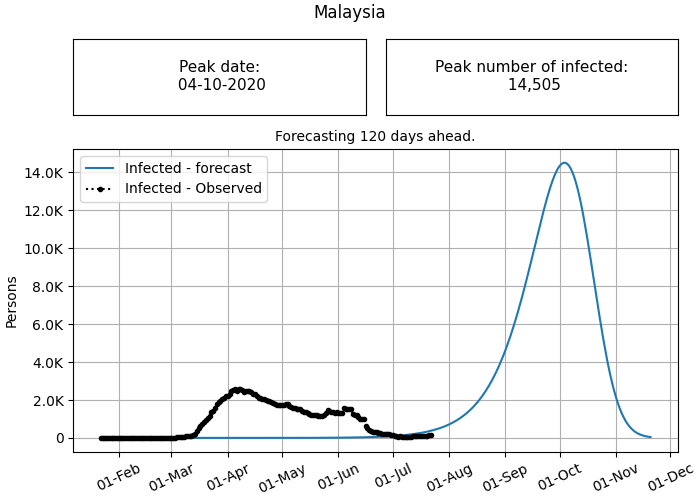 Malaysia
Peak date:
04-10-2020
Peak number of infected:
14,505
Forecasting 120 days ahead.
Infected - forecast
Infected - Observed
14.0K
12.0K
10.0K
8.0K
6.0K
4.0K
2.0K
0
Persons
01-Feb
01-Mar
01-Apr
01-May
01-Jun
01-Jul
01-Aug
01-Sep
01-Oct
01-Nov
01-Dec